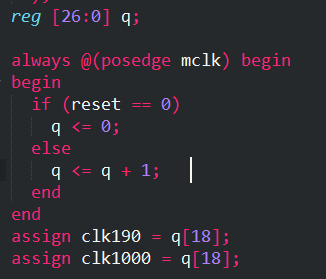 reg [26:0] q;
always @(posedge mclk) begin
begin
if (reset == 0)
q <= 0;
else
q <= q + 1;
end
end
assign clk190 = q[18];
assign clk1000 = q[18];